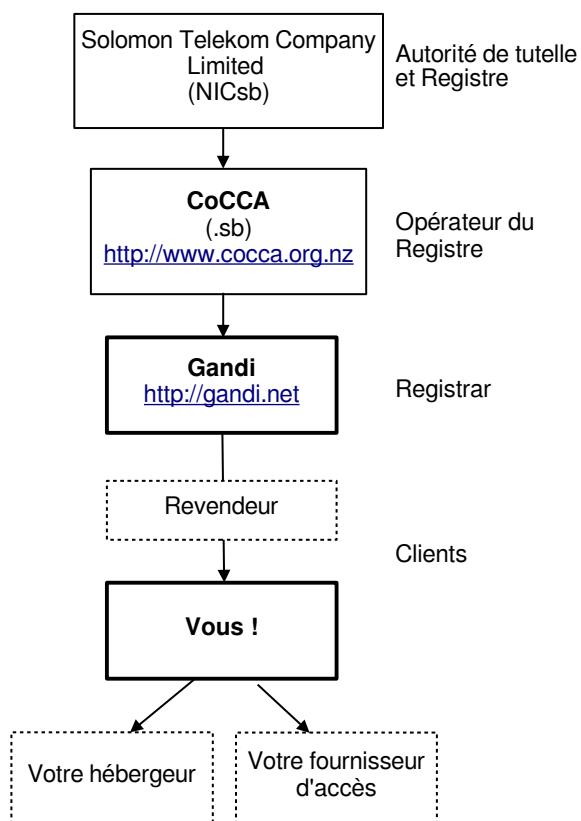 Solomon Telekom Company
Limited
(NICsb)
Autorité de tutelle
et Registre
CoCCA
(.sb)
http://www.cocca.org.nz
Opérateur du
Registre
Gandi
http://gandi.net
Registrar
Revendeur
Clients
Vous !
Votre hébergeur
Votre fournisseur
d'accès